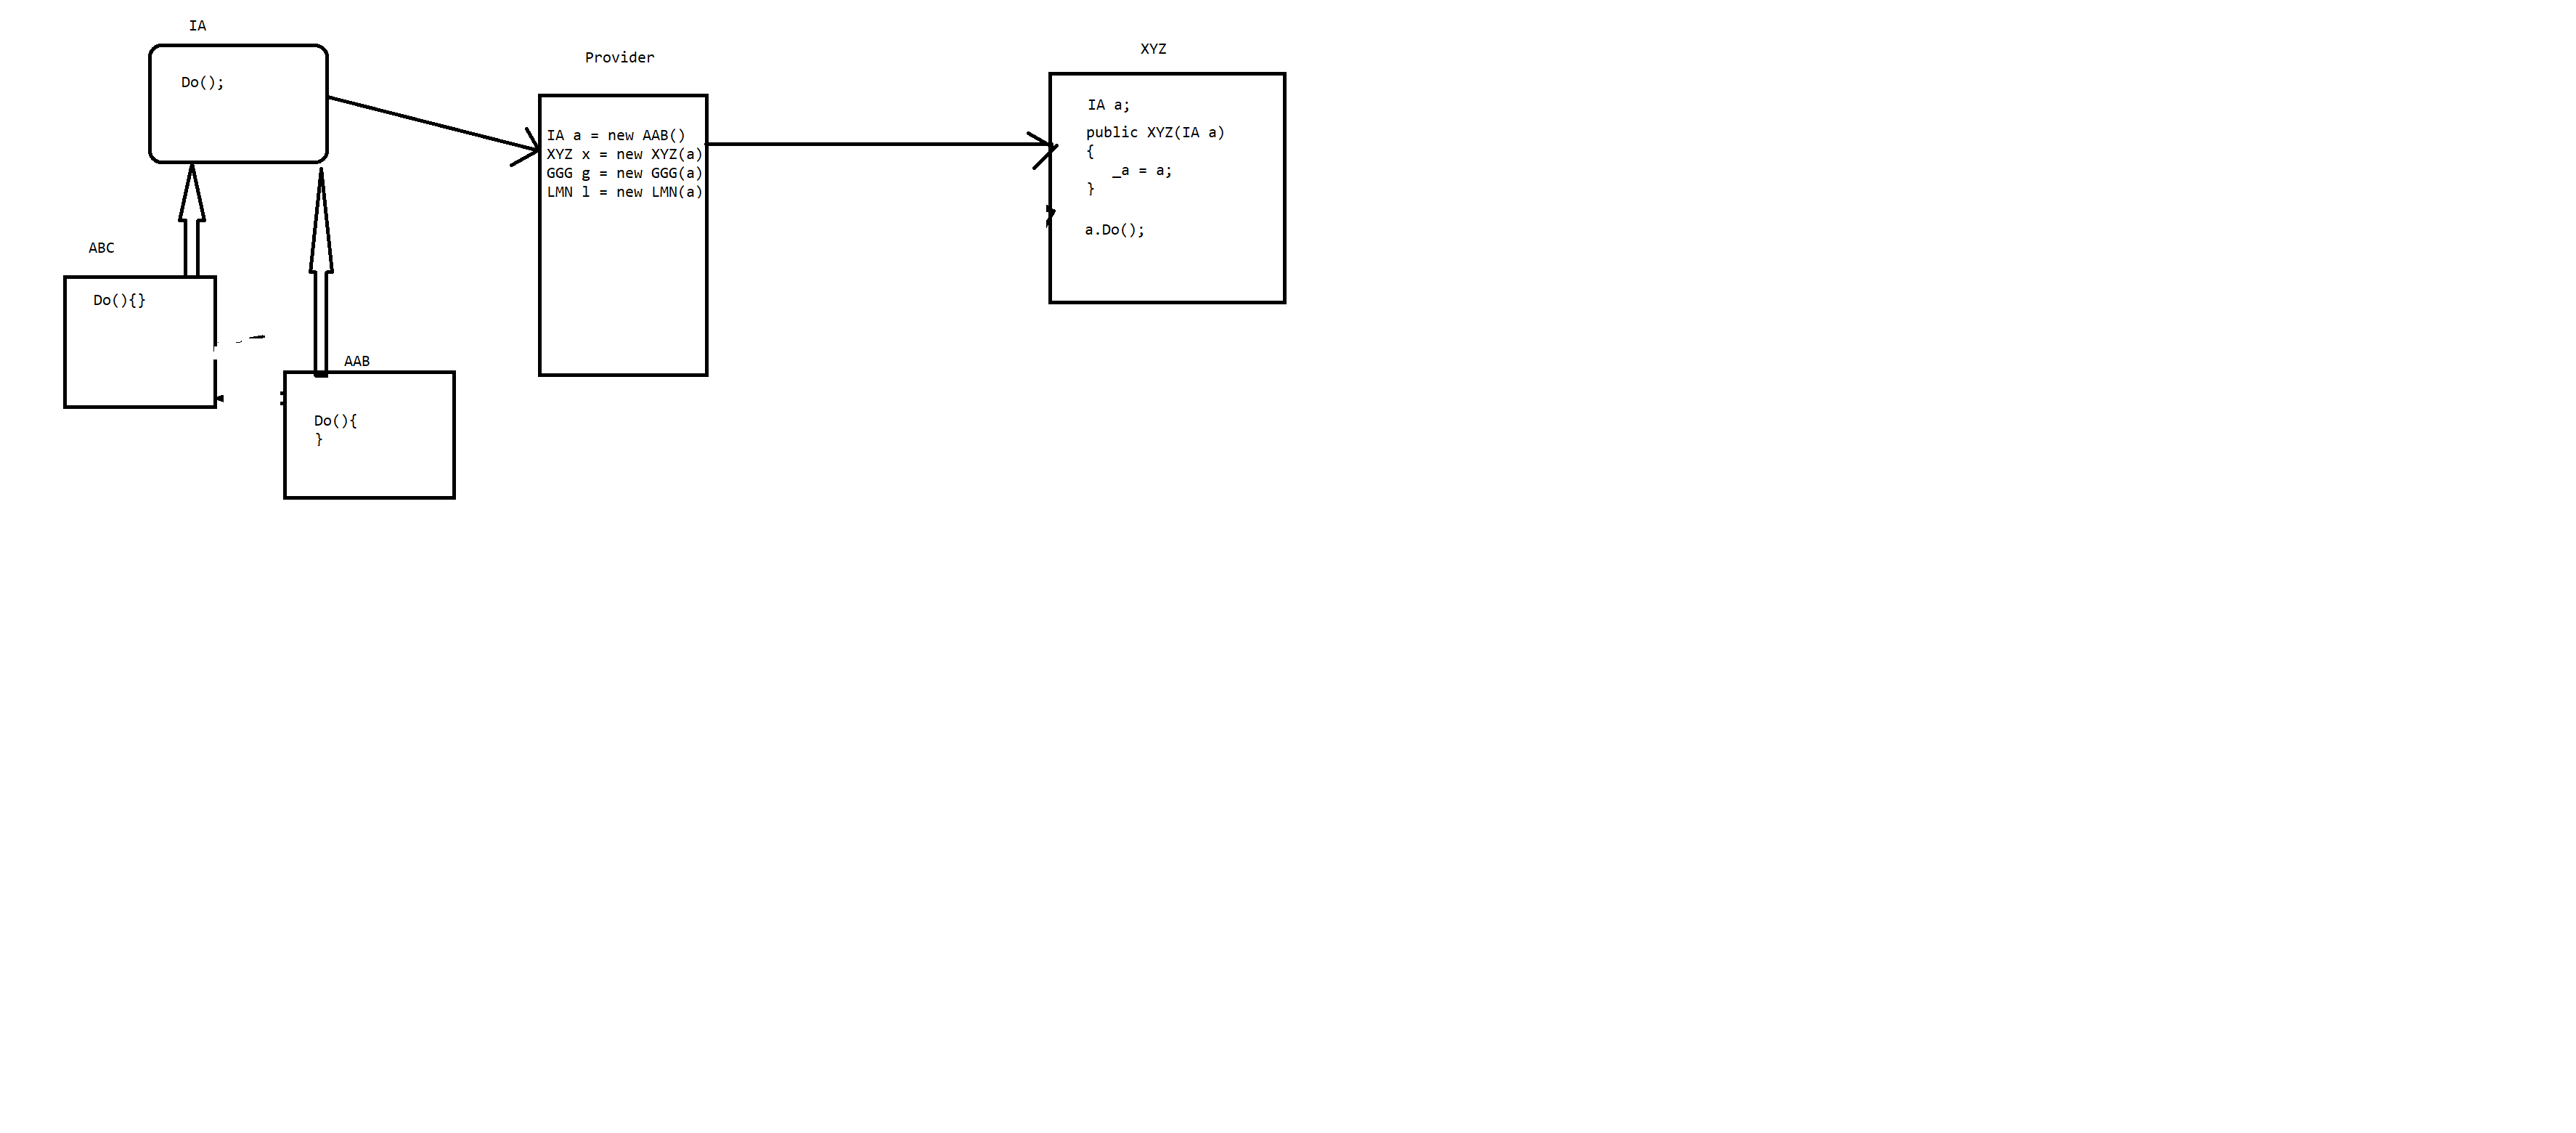 IA
Do();
ABC
Do(){}
AAB
Do(){
}
Provider
IA a = new AAB()
XYZ x = new XYZ(a)
GGG g = new GGG(a)
LMN l = new LMN(a)
XYZ
IA a;
public XYZ(IA a)
{
_a = a;
}
a.Do();